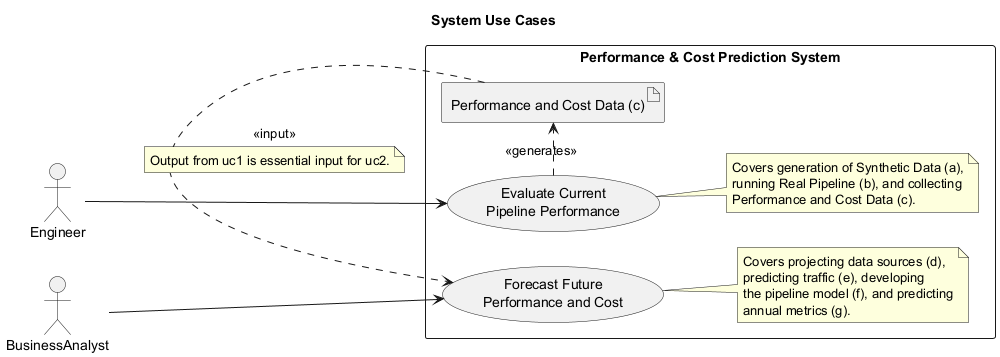 System Use Cases
Performance & Cost Prediction System
Performance and Cost Data (c)
«input»
«generates»
Output from uc1 is essential input for uc2.
Covers generation of Synthetic Data (a),
running Real Pipeline (b), and collecting
Performance and Cost Data (c).
Evaluate Current
Pipeline Performance
Engineer
Covers projecting data sources (d),
predicting traffic (e), developing
the pipeline model (f), and predicting
annual metrics (g).
Forecast Future
Performance and Cost
BusinessAnalyst